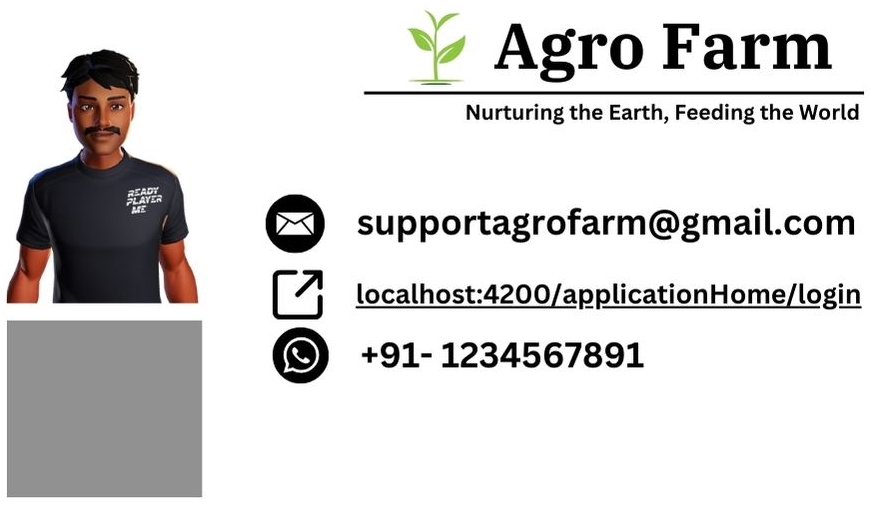 Agro Farm
Nurturing the Earth, Feeding the World
READY
PLAYER
ME
supportagrofarm@gmail.com
localhost:4200/applicationHome/login
+91- 1234567891